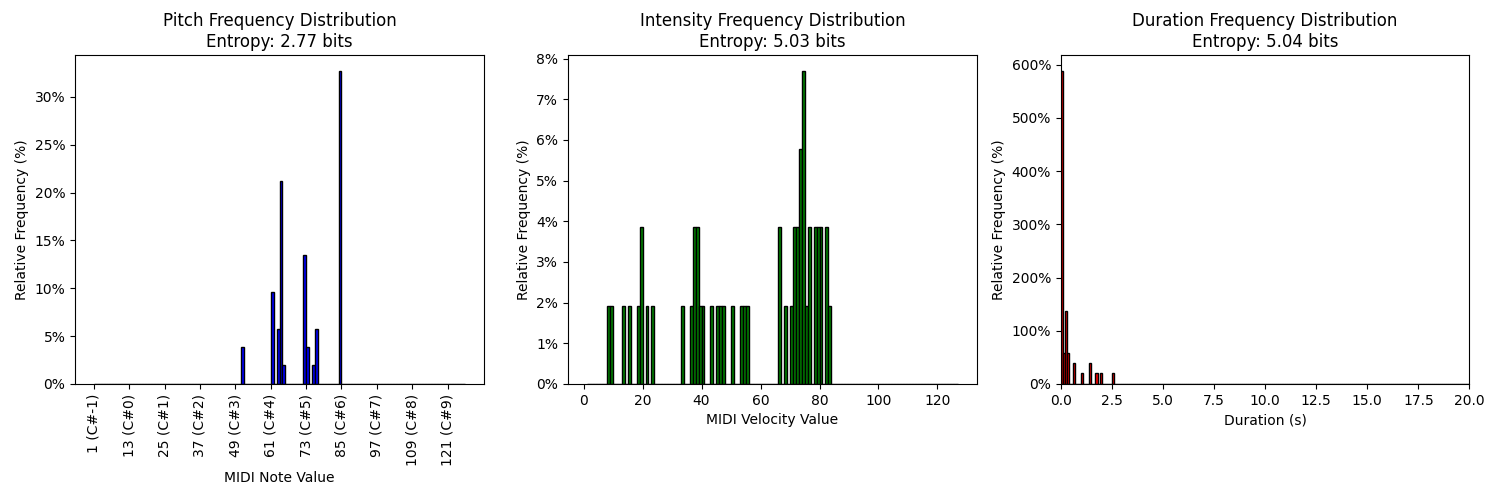 Pitch Frequency Distribution
Entropy: 2.77 bits
Relative Frequency (%)
30%
25%
20%
15%
10%
5%
0%
1 (C#-1)
13 (C#0)
25 (C#1)
37 (C#2)
49 (C#3)
61 (C#4)
73 (C#5)
85 (C#6)
97 (C#7)
109 (C#8)
121 (C#9)
MIDI Note Value
Intensity Frequency Distribution
Entropy: 5.03 bits
Relative Frequency (%)
8%
7%
6%
5%
4%
3%
2%
1%
0%
0 20 40 60 80 100 120
MIDI Velocity Value
Duration Frequency Distribution
Entropy: 5.04 bits
Relative Frequency (%)
600%
500%
400%
300%
200%
100%
0%
0.0 2.5 5.0 7.5 10.0 12.5 15.0 17.5 20.0
Duration (s)